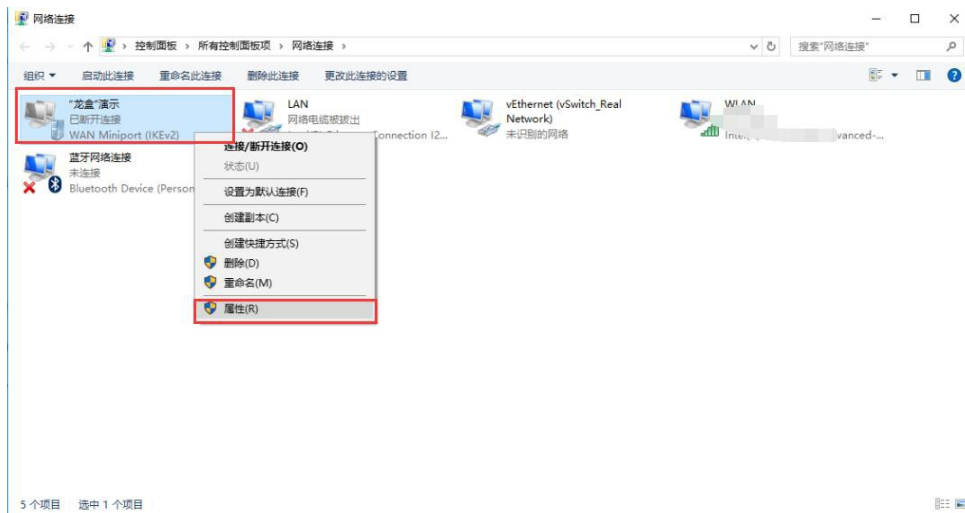 网络连接
控制面板 › 所有控制面板项 › 网络连接 ›
搜索"网络连接"
组织 启动此连接 重命名此连接 删除此连接 更改此连接的设置
"龙盒"演示
已断开连接
WAN Miniport (IKEv2)
LAN
网络电缆被拔出
onnection I2...
vEthernet (vSwitch_Real
Network)
未识别的网络
WLAN
vanced-...
蓝牙网络连接
未连接
Bluetooth Device (Person
连接/断开连接(O)
状态(U)
设置为默认连接(F)
创建副本(C)
创建快捷方式(S)
删除(D)
重命名(M)
属性(R)
5 个项目 选中 1 个项目